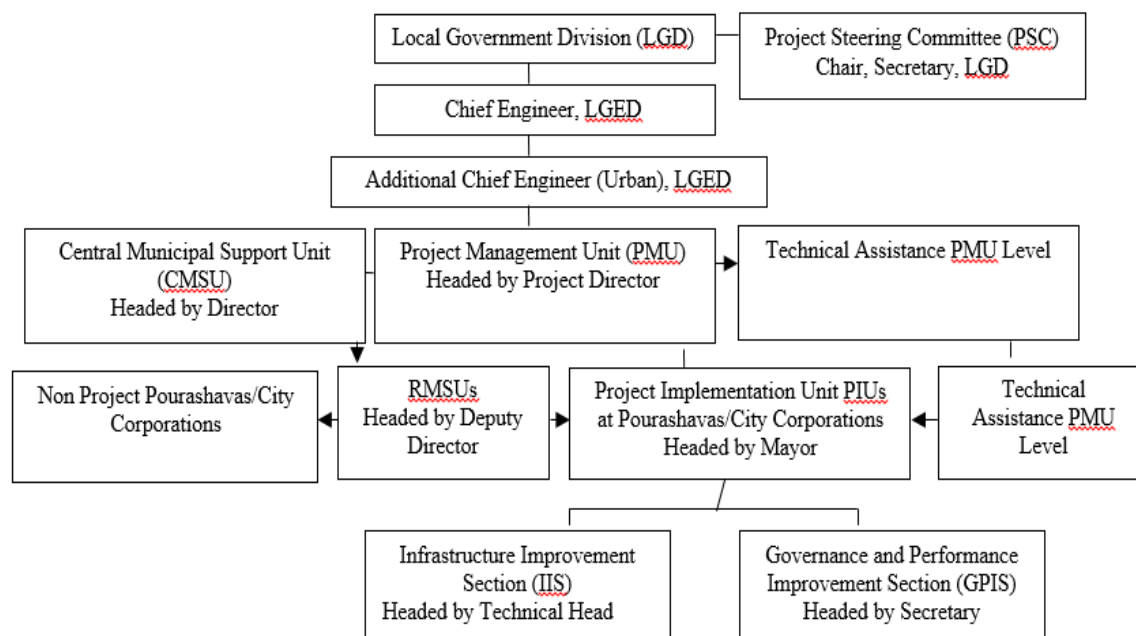 Local Government Division (LGD)
Project Steering Committee (PSC)
Chair, Secretary, LGD
Chief Engineer, LGED
Additional Chief Engineer (Urban), LGED
Central Municipal Support Unit
(CMSU)
Headed by Director
Project Management Unit (PMU)
Headed by Project Director
Technical Assistance PMU Level
Non Project Pourashavas/City
Corporations
RMSUs
Headed by Deputy
Director
Project Implementation Unit PIUs
at Pourashavas/City Corporations
Headed by Mayor
Technical
Assistance PMU
Level
Infrastructure Improvement
Section (IIS)
Headed by Technical Head
Governance and Performance
Improvement Section (GPIS)
Headed by Secretary